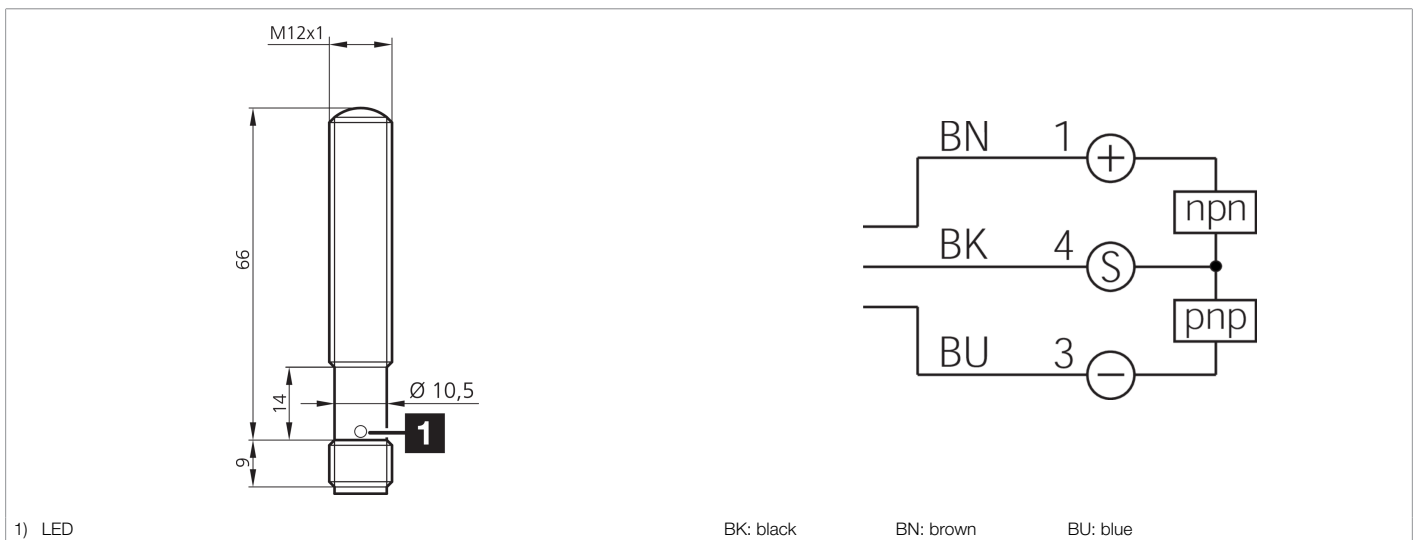 M12x1
66
14
Ø 10,5
1
9
BN 1 +
npn
BK 4 S
pnp
BU 3 −
1) LED
BK: black BN: brown BU: blue